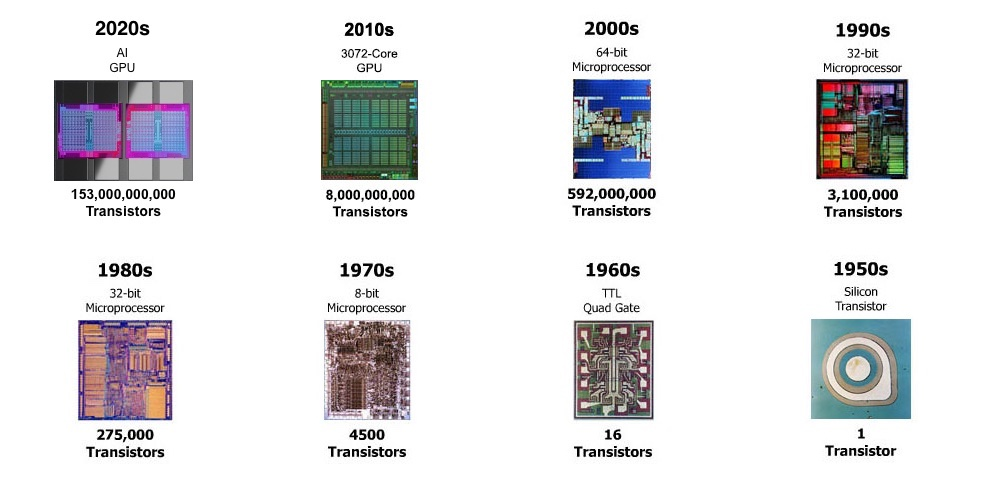 2020s
AI
GPU
153,000,000,000
Transistors
2010s
3072-Core
GPU
8,000,000,000
Transistors
2000s
64-bit
Microprocessor
592,000,000
Transistors
1990s
32-bit
Microprocessor
3,100,000
Transistors
1980s
32-bit
Microprocessor
275,000
Transistors
1970s
8-bit
Microprocessor
4500
Transistors
1960s
TTL
Quad Gate
16
Transistors
1950s
Silicon
Transistor
1
Transistor